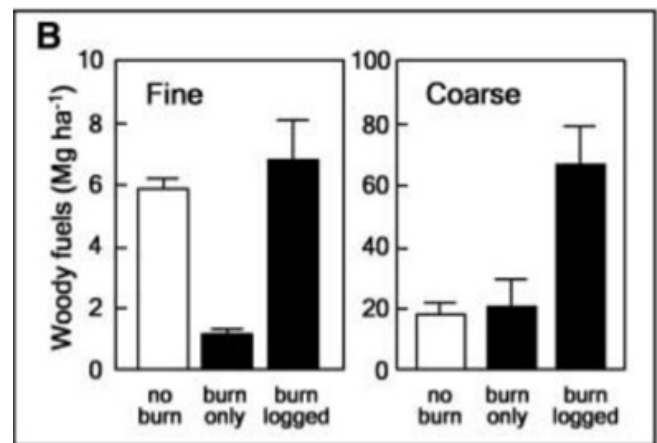 B
Woody fuels (Mg ha⁻¹)
Fine
10
8
6
4
2
0
no burn
burn only
burn logged
Coarse
100
80
60
40
20
0
no burn
burn only
burn logged